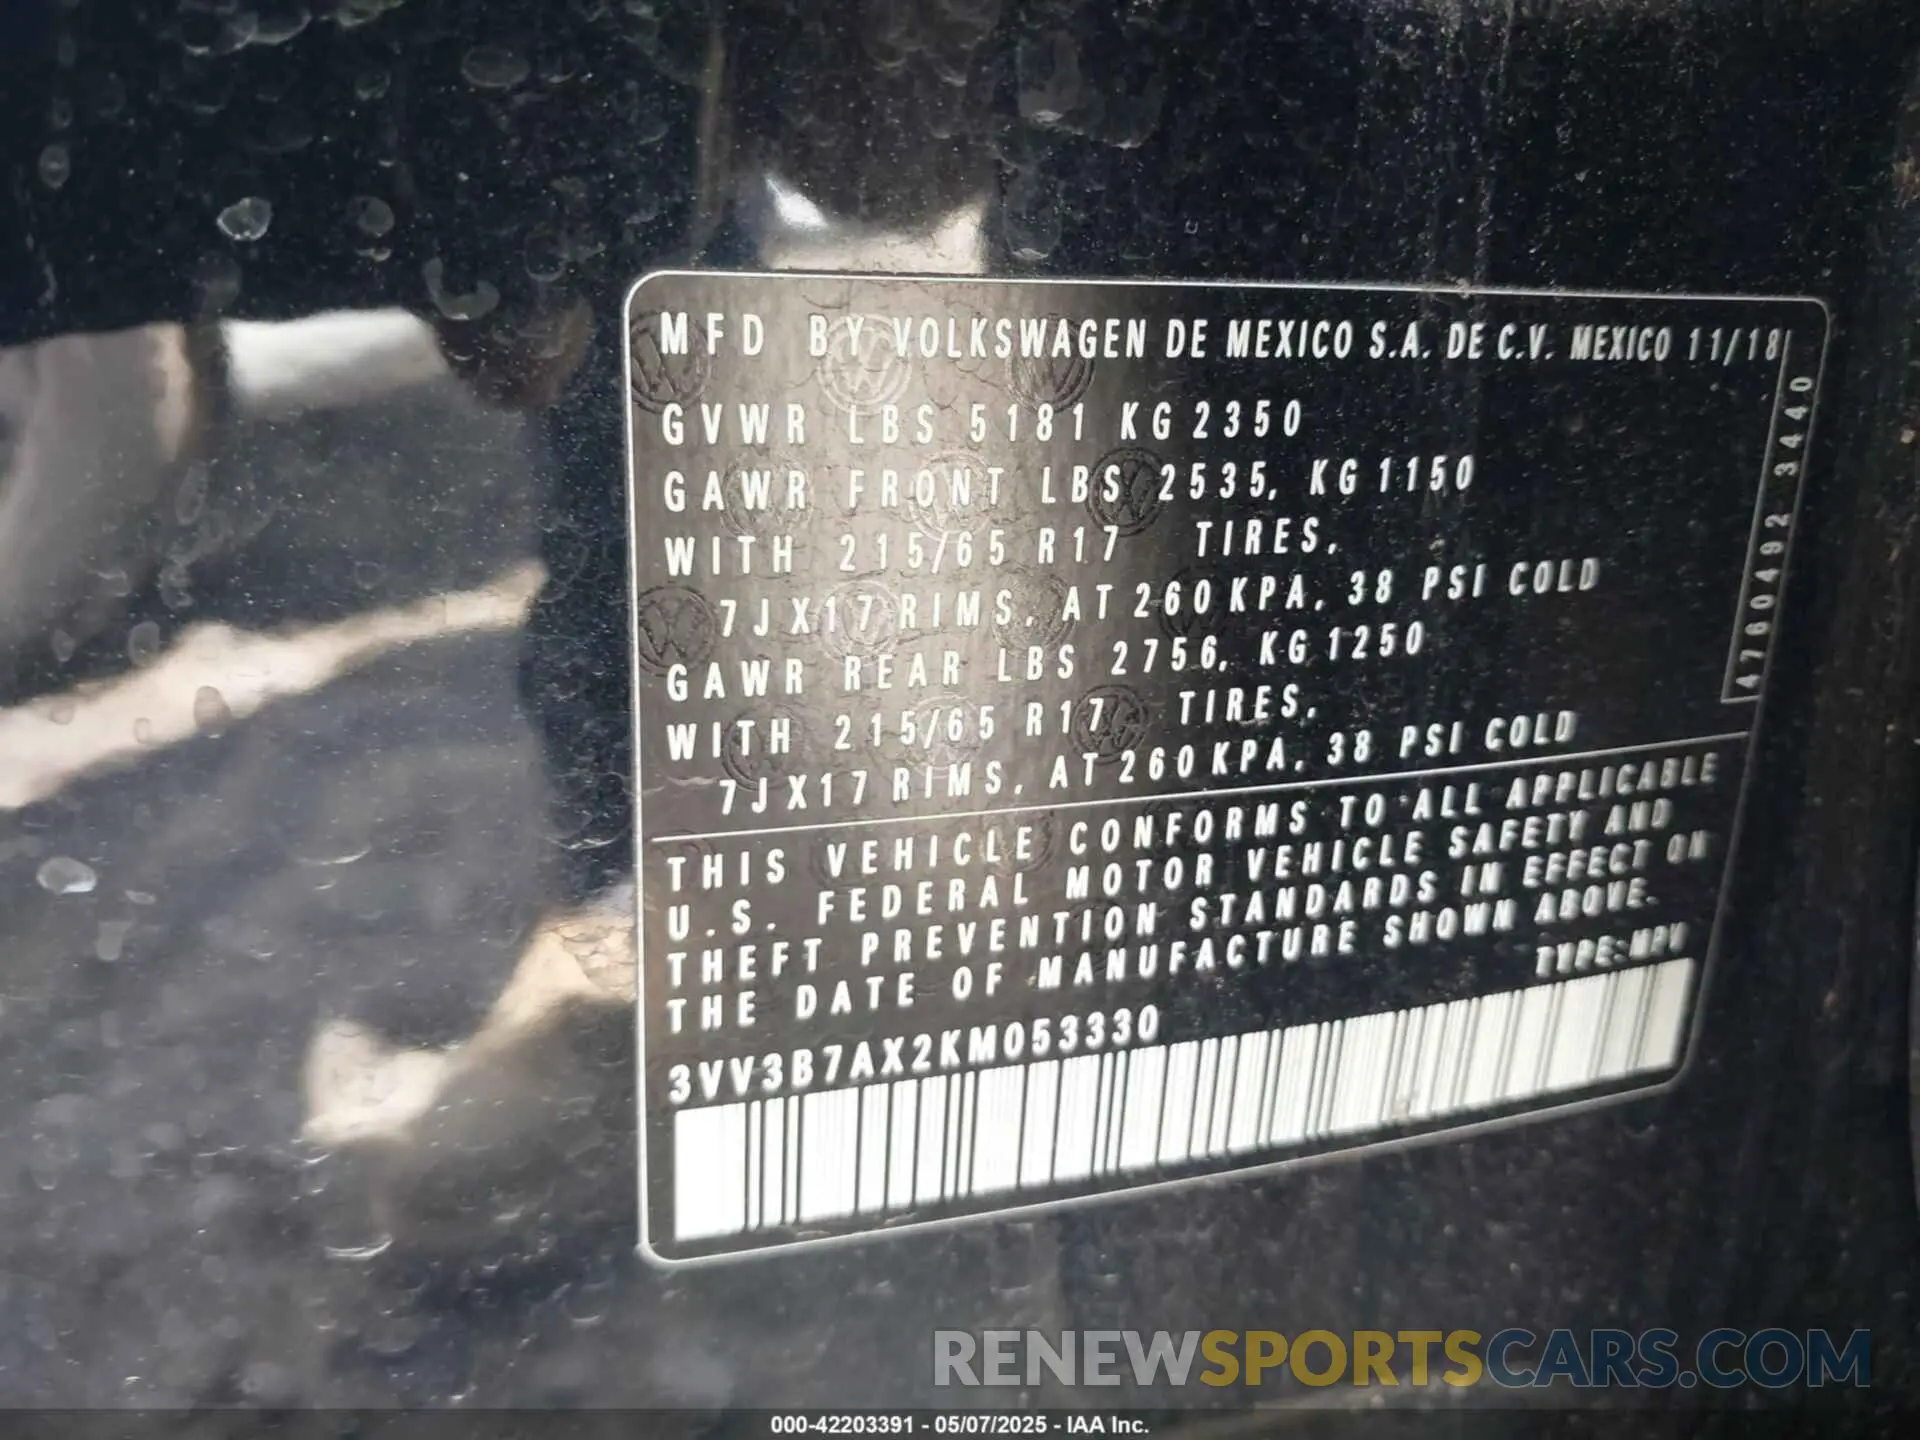 MFD BY VOLKSWAGEN DE MEXICO S.A. DE C.V. MEXICO 11/18
GVWR LBS 5181 KG 2350
GAWR FRONT LBS 2535, KG 1150
WITH 215/65 R17 TIRES,
7JX17 RIMS, AT 260 KPA, 38 PSI COLD
GAWR REAR LBS 2756, KG 1250
WITH 215/65 R17 TIRES,
7JX17 RIMS, AT 260 KPA, 38 PSI COLD
4760492 3440
THIS VEHICLE CONFORMS TO ALL APPLICABLE
U.S. FEDERAL MOTOR VEHICLE SAFETY AND
THEFT PREVENTION STANDARDS IN EFFECT ON
THE DATE OF MANUFACTURE SHOWN ABOVE.
TYPE:MPV
3VV3B7AX2KM053330
RENEWSPORTSCARS.COM
000-42203391 - 05/07/2025 - IAA Inc.